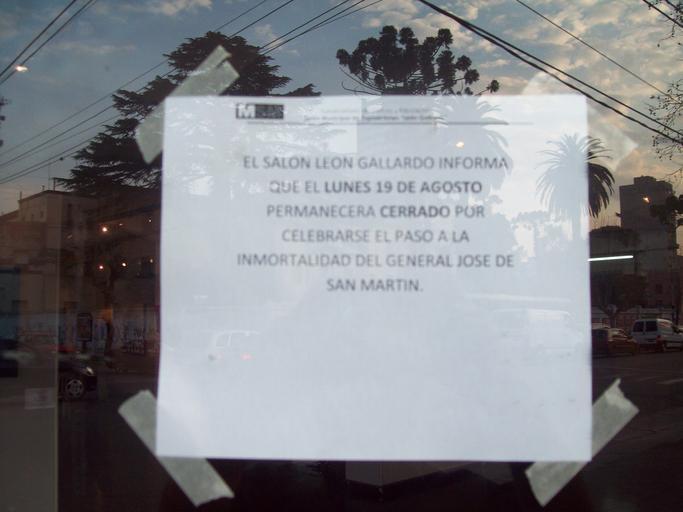 EL SALON LEON GALLARDO INFORMA
QUE EL LUNES 19 DE AGOSTO
PERMANECERA CERRADO POR
CELEBRARSE EL PASO A LA
INMORTALIDAD DEL GENERAL JOSE DE
SAN MARTIN.